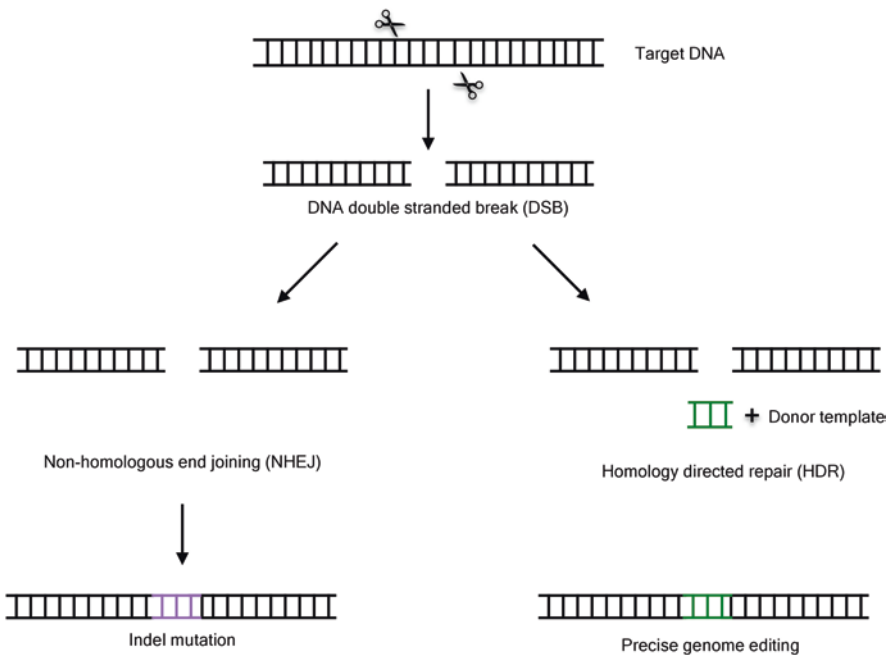 Target DNA
DNA double stranded break (DSB)
+ Donor template
Non-homologous end joining (NHEJ)
Homology directed repair (HDR)
Indel mutation
Precise genome editing